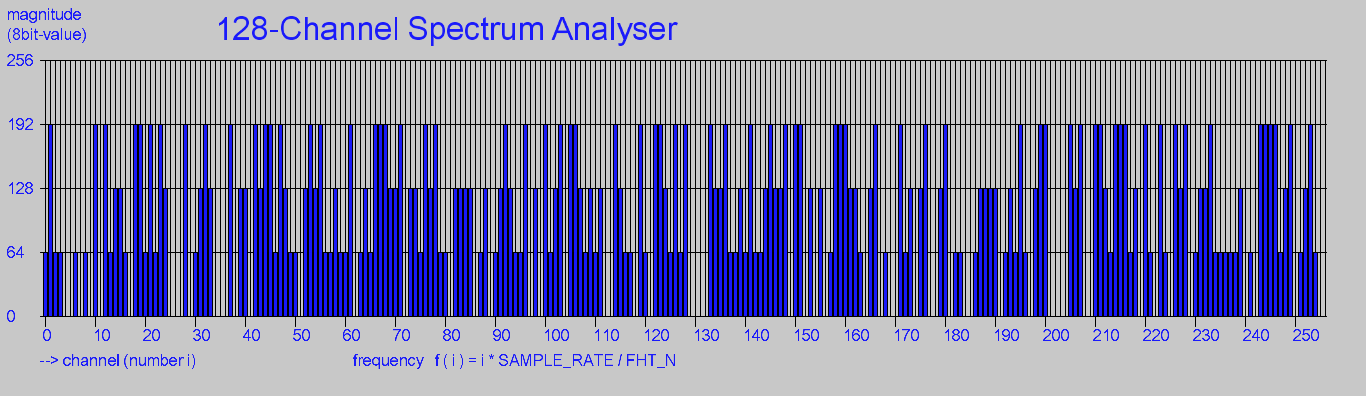 magnitude
(8bit-value)
128-Channel Spectrum Analyser
256
192
128
64
0
0 10 20 30 40 50 60 70 80 90 100 110 120 130 140 150 160 170 180 190 200 210 220 230 240 250
--> channel (number i) frequency f ( i ) = i * SAMPLE_RATE / FHT_N